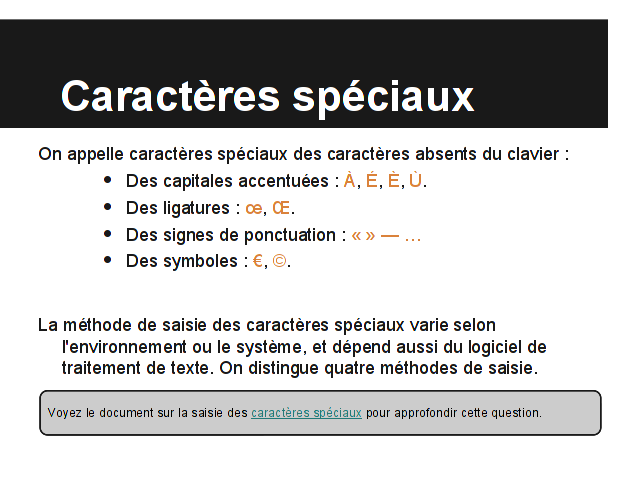 Caractères spéciaux
On appelle caractères spéciaux des caractères absents du clavier :
• Des capitales accentuées : À, É, È, Ù.
• Des ligatures : œ, Œ.
• Des signes de ponctuation : « » — …
• Des symboles : €, ©.
La méthode de saisie des caractères spéciaux varie selon
l'environnement ou le système, et dépend aussi du logiciel de
traitement de texte. On distingue quatre méthodes de saisie.
Voyez le document sur la saisie des caractères spéciaux pour approfondir cette question.